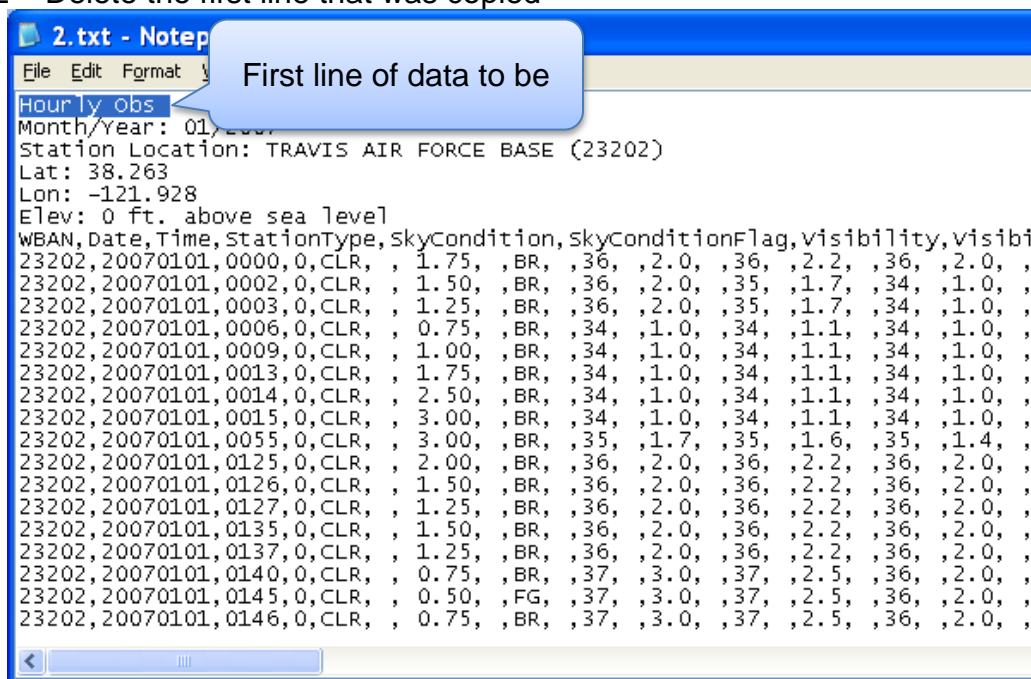 Delete the first line that was copied
2.txt - Notep
File Edit Format
First line of data to be
Hourly Obs
Month/Year: 01/2007
Station Location: TRAVIS AIR FORCE BASE (23202)
Lat: 38.263
Lon: -121.928
Elev: 0 ft. above sea level
WBAN,Date,Time,StationType,SkyCondition,SkyConditionFlag,Visibility,Visibi
23202,20070101,0000,0,CLR, , 1.75, ,BR, ,36, ,2.0, ,36, ,2.2, ,36, ,2.0, ,
23202,20070101,0002,0,CLR, , 1.50, ,BR, ,36, ,2.0, ,35, ,1.7, ,34, ,1.0, ,
23202,20070101,0003,0,CLR, , 1.25, ,BR, ,36, ,2.0, ,35, ,1.7, ,34, ,1.0, ,
23202,20070101,0006,0,CLR, , 0.75, ,BR, ,34, ,1.0, ,34, ,1.1, ,34, ,1.0, ,
23202,20070101,0009,0,CLR, , 1.00, ,BR, ,34, ,1.0, ,34, ,1.1, ,34, ,1.0, ,
23202,20070101,0013,0,CLR, , 1.75, ,BR, ,34, ,1.0, ,34, ,1.1, ,34, ,1.0, ,
23202,20070101,0014,0,CLR, , 2.50, ,BR, ,34, ,1.0, ,34, ,1.1, ,34, ,1.0, ,
23202,20070101,0015,0,CLR, , 3.00, ,BR, ,34, ,1.0, ,34, ,1.1, ,34, ,1.0, ,
23202,20070101,0055,0,CLR, , 3.00, ,BR, ,35, ,1.7, ,35, ,1.6, ,35, ,1.4, ,
23202,20070101,0125,0,CLR, , 2.00, ,BR, ,36, ,2.0, ,36, ,2.2, ,36, ,2.0, ,
23202,20070101,0126,0,CLR, , 1.50, ,BR, ,36, ,2.0, ,36, ,2.2, ,36, ,2.0, ,
23202,20070101,0127,0,CLR, , 1.25, ,BR, ,36, ,2.0, ,36, ,2.2, ,36, ,2.0, ,
23202,20070101,0135,0,CLR, , 1.50, ,BR, ,36, ,2.0, ,36, ,2.2, ,36, ,2.0, ,
23202,20070101,0137,0,CLR, , 1.25, ,BR, ,36, ,2.0, ,36, ,2.2, ,36, ,2.0, ,
23202,20070101,0140,0,CLR, , 0.75, ,BR, ,37, ,3.0, ,37, ,2.5, ,36, ,2.0, ,
23202,20070101,0145,0,CLR, , 0.50, ,FG, ,37, ,3.0, ,37, ,2.5, ,36, ,2.0, ,
23202,20070101,0146,0,CLR, , 0.75, ,BR, ,37, ,3.0, ,37, ,2.5, ,36, ,2.0, ,